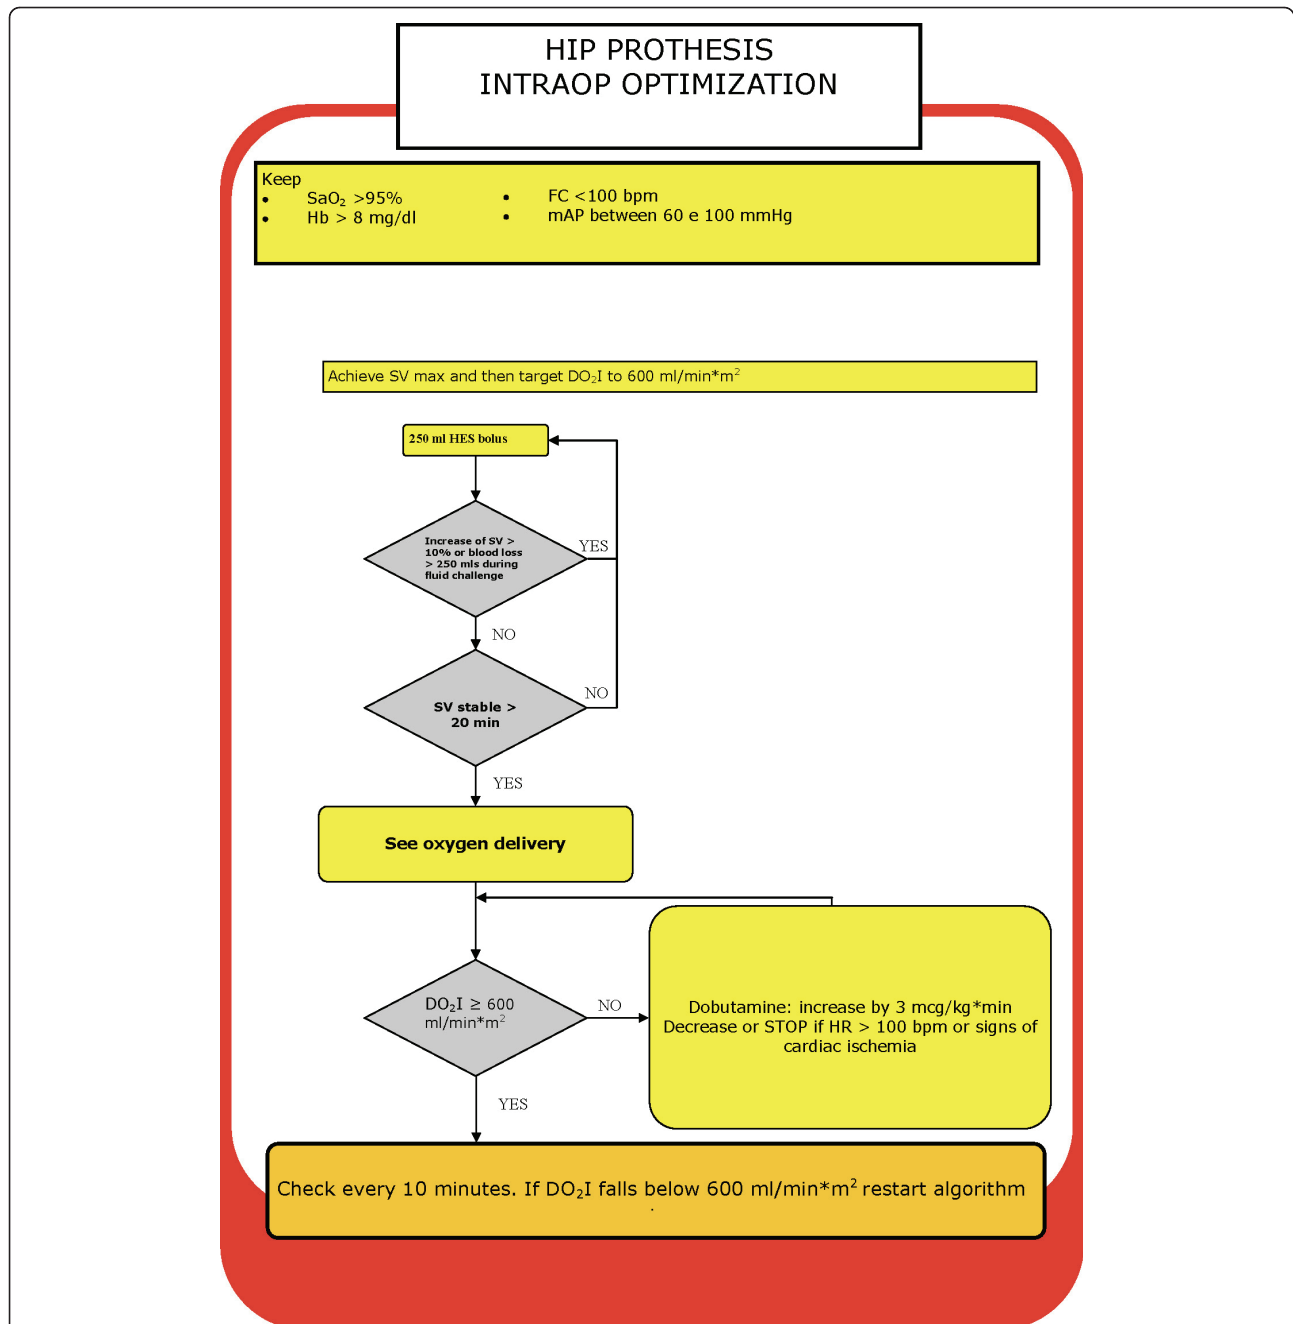 HIP PROTHESIS
INTRAOP OPTIMIZATION
Keep
• SaO₂ >95%
• Hb > 8 mg/dl
• FC <100 bpm
• mAP between 60 e 100 mmHg
Achieve SV max and then target DO₂I to 600 ml/min*m²
250 ml HES bolus
Increase of SV >
10% or blood loss
> 250 mls during
fluid challenge
YES
NO
SV stable >
20 min
NO
YES
See oxygen delivery
DO₂I ≥ 600
ml/min*m²
NO
Dobutamine: increase by 3 mcg/kg*min
Decrease or STOP if HR > 100 bpm or signs of
cardiac ischemia
YES
Check every 10 minutes. If DO₂I falls below 600 ml/min*m² restart algorithm
.